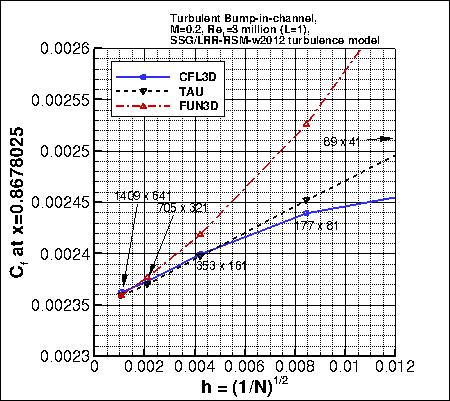 Turbulent Bump-in-channel,
M=0.2, ReL=3 million (L=1),
SSG/LRR-RSM-w2012 turbulence model
0.0026
0.00255
0.0025
0.00245
0.0024
0.00235
0.0023
Cf at x=0.8678025
CFL3D
TAU
FUN3D
89 x 41
1409 x 641
705 x 321
177 x 81
353 x 161
0 0.002 0.004 0.006 0.008 0.01 0.012
h = (1/N)1/2